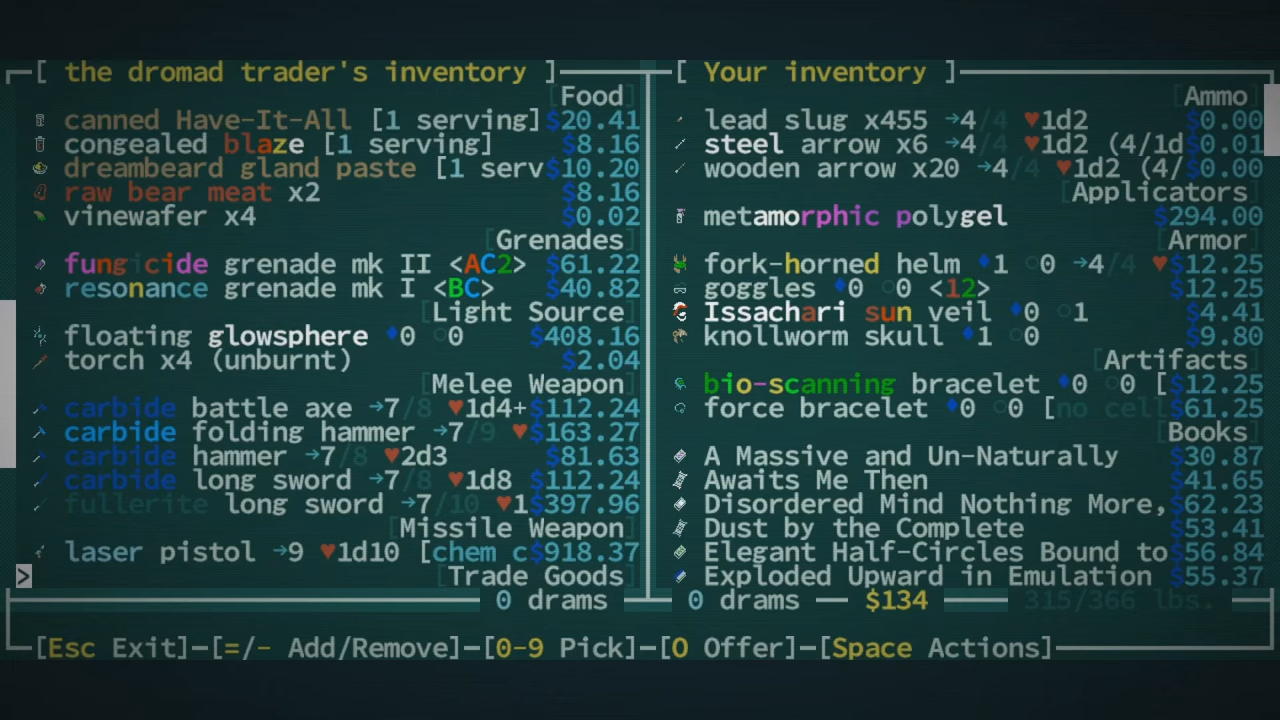 [ the dromad trader's inventory ]
[Food]
canned Have-It-All [1 serving] $20.41
congealed blaze [1 serving] $8.16
dreambeard gland paste [1 serv $10.20
raw bear meat x2 $8.16
vinewafer x4 $0.02
[Grenades]
fungicide grenade mk II <AC2> $61.22
resonance grenade mk I <BC> $40.82
[Light Source]
floating glowsphere ♦0 ○0 $408.16
torch x4 (unburnt) $2.04
[Melee Weapon]
carbide battle axe →7/8 ♥1d4+ $112.24
carbide folding hammer →7/9 ♥ $163.27
carbide hammer →7/8 ♥2d3 $81.63
carbide long sword →7/8 ♥1d8 $112.24
fullerite long sword →7/10 ♥1 $397.96
[Missile Weapon]
laser pistol →9 ♥1d10 [chem c $918.37
> [Trade Goods]
0 drams
[ Your inventory ]
[Ammo]
lead slug x455 →4/4 ♥1d2 $0.00
steel arrow x6 →4/4 ♥1d2 (4/1d $0.01
wooden arrow x20 →4/4 ♥1d2 (4/ $0.00
[Applicators]
metamorphic polygel $294.00
[Armor]
fork-horned helm ♦1 ○0 →4/4 ♥ $12.25
goggles ♦0 ○0 <12> $12.25
Issachari sun veil ♦0 ○1 $4.41
knollworm skull ♦1 ○0 $9.80
[Artifacts]
bio-scanning bracelet ♦0 ○0 [ $12.25
force bracelet ♦0 ○0 [no cell $61.25
[Books]
A Massive and Un-Naturally $30.87
Awaits Me Then $41.65
Disordered Mind Nothing More, $62.23
Dust by the Complete $53.41
Elegant Half-Circles Bound to $56.84
Exploded Upward in Emulation $55.37
0 drams — $134 315/366 lbs.
[Esc Exit]—[=/- Add/Remove]—[0-9 Pick]—[O Offer]—[Space Actions]